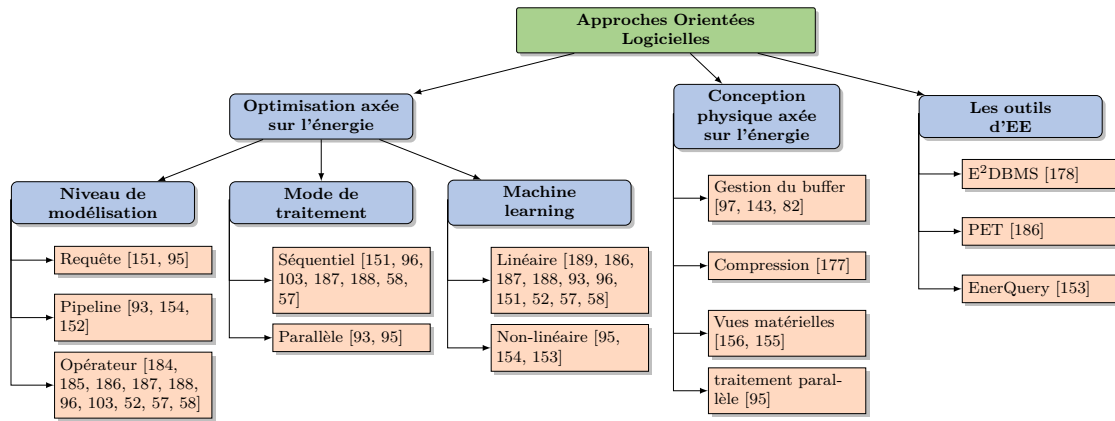 Approches Orientées
Logicielles
Optimisation axée
sur l'énergie
Conception
physique axée
sur l'énergie
Les outils
d'EE
Niveau de
modélisation
Mode de
traitement
Machine
learning
Requête [151, 95]
Pipeline [93, 154,
152]
Opérateur [184,
185, 186, 187, 188,
96, 103, 52, 57, 58]
Séquentiel [151, 96,
103, 187, 188, 58,
57]
Parallèle [93, 95]
Linéaire [189, 186,
187, 188, 93, 96,
151, 52, 57, 58]
Non-linéaire [95,
154, 153]
Gestion du buffer
[97, 143, 82]
Compression [177]
Vues matérielles
[156, 155]
traitement paral-
lèle [95]
E²DBMS [178]
PET [186]
EnerQuery [153]